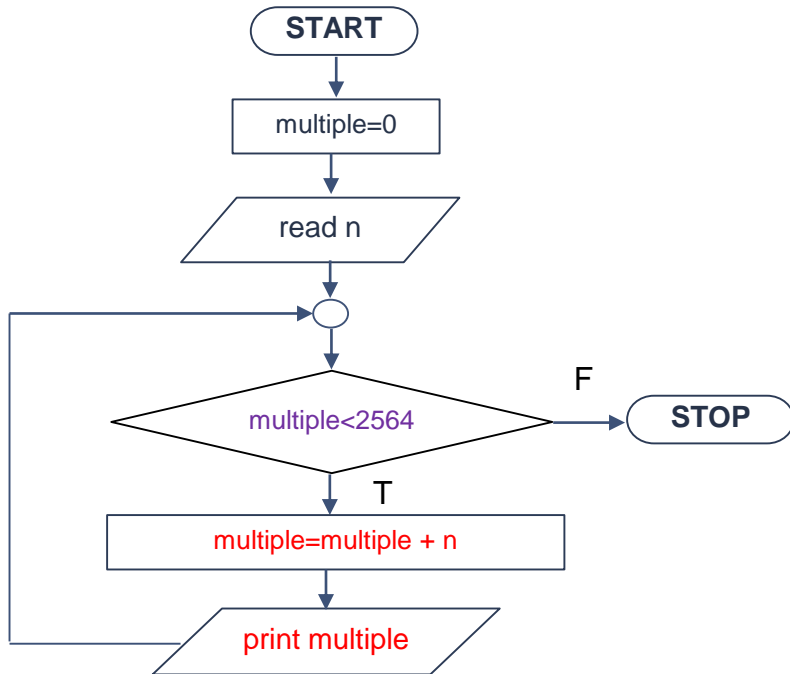 START
multiple=0
read n
multiple<2564
F
STOP
T
multiple=multiple + n
print multiple